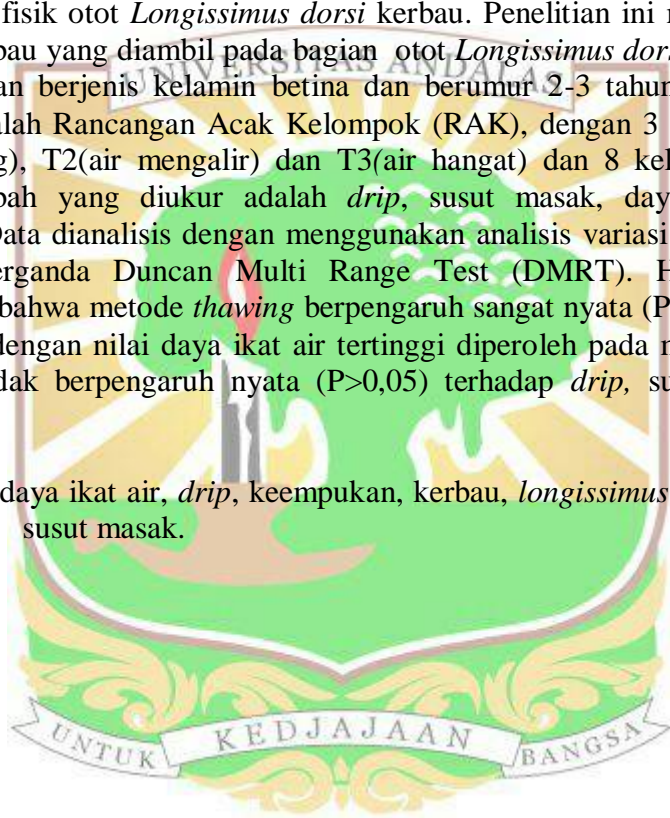 fisik otot Longissimus dorsi kerbau. Penelitian ini
bau yang diambil pada bagian otot Longissimus
UNIVERSITAS ANDALAS
an berjenis kelamin betina dan berumur 2-3 tahun
alah Rancangan Acak Kelompok (RAK), dengan 3
g), T2(air mengalir) dan T3(air hangat) dan 8
bah yang diukur adalah drip, susut masak,
Data dianalisis dengan menggunakan analisis variasi
erganda Duncan Multi Range Test (DMRT).
bahwa metode thawing berpengaruh sangat nyata (P
dengan nilai daya ikat air tertinggi diperoleh pada
dak berpengaruh nyata (P>0,05) terhadap drip,
daya ikat air, drip, keempukan, kerbau, longissimus
susut masak.
UNTUK KEDJAJAAN BANGSA